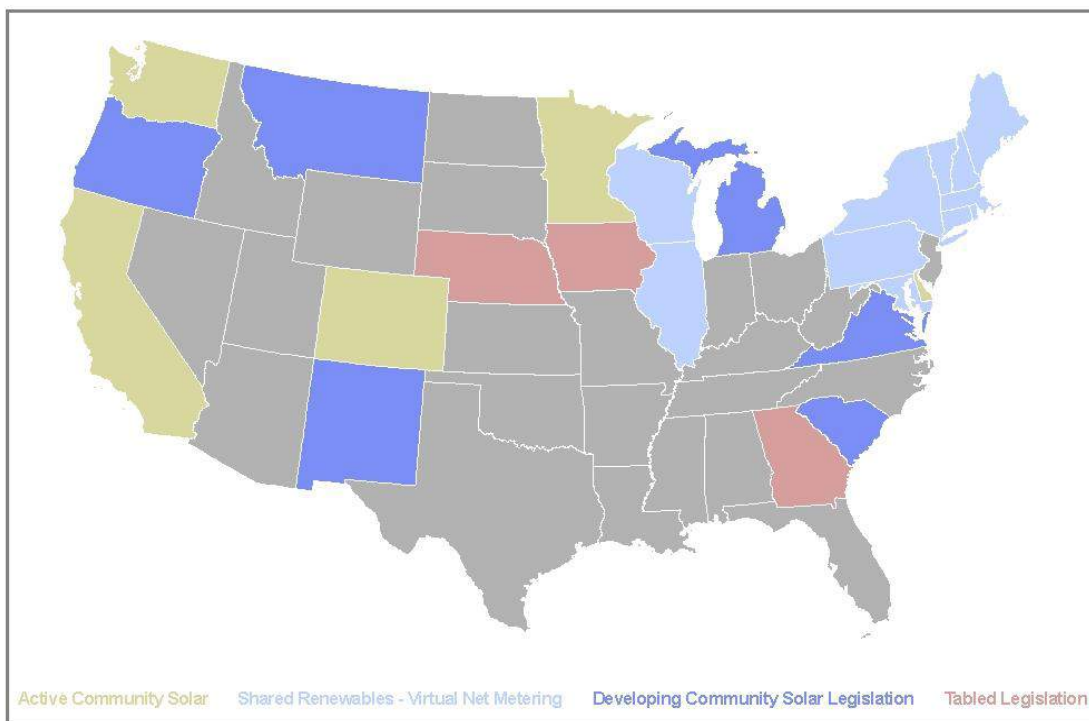 Active Community Solar Shared Renewables - Virtual Net Metering Developing Community Solar Legislation Tabled Legislation